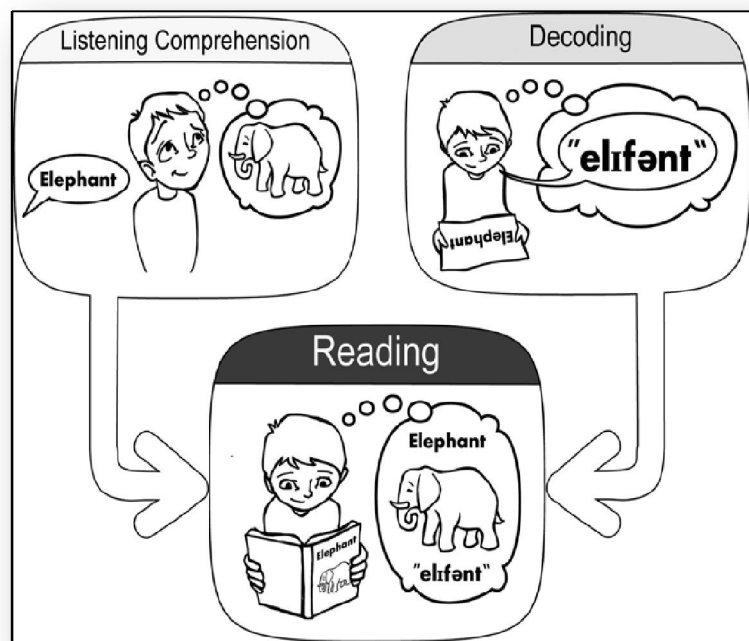 Listening Comprehension
Elephant
Decoding
"elɪfənt"
Elephant
Reading
Elephant
"elɪfənt"
Elephant